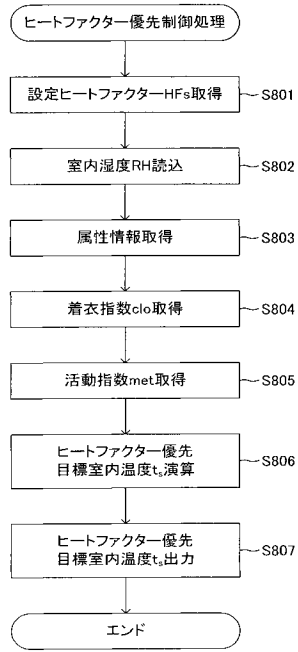 ヒートファクター優先制御処理
設定ヒートファクターHFs取得
S801
室内湿度RH読込
S802
属性情報取得
S803
着衣指数clo取得
S804
活動指数met取得
S805
ヒートファクター優先
目標室内温度ts演算
S806
ヒートファクター優先
目標室内温度ts出力
S807
エンド